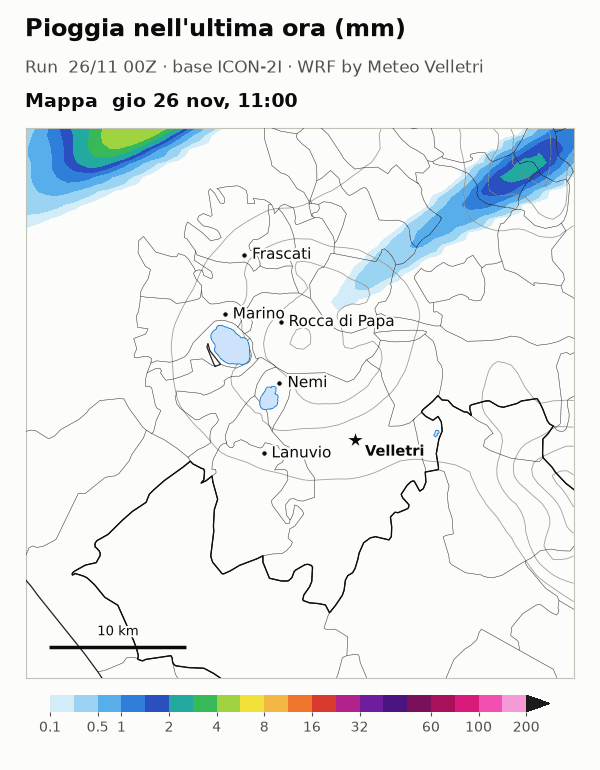 Pioggia nell'ultima ora (mm)
Run 26/11 00Z · base ICON-2I · WRF by Meteo Velletri
Mappa gio 26 nov, 11:00
Frascati
Marino
Rocca di Papa
Nemi
Velletri
Lanuvio
10 km
0.1 0.5 1 2 4 8 16 32 60 100 200